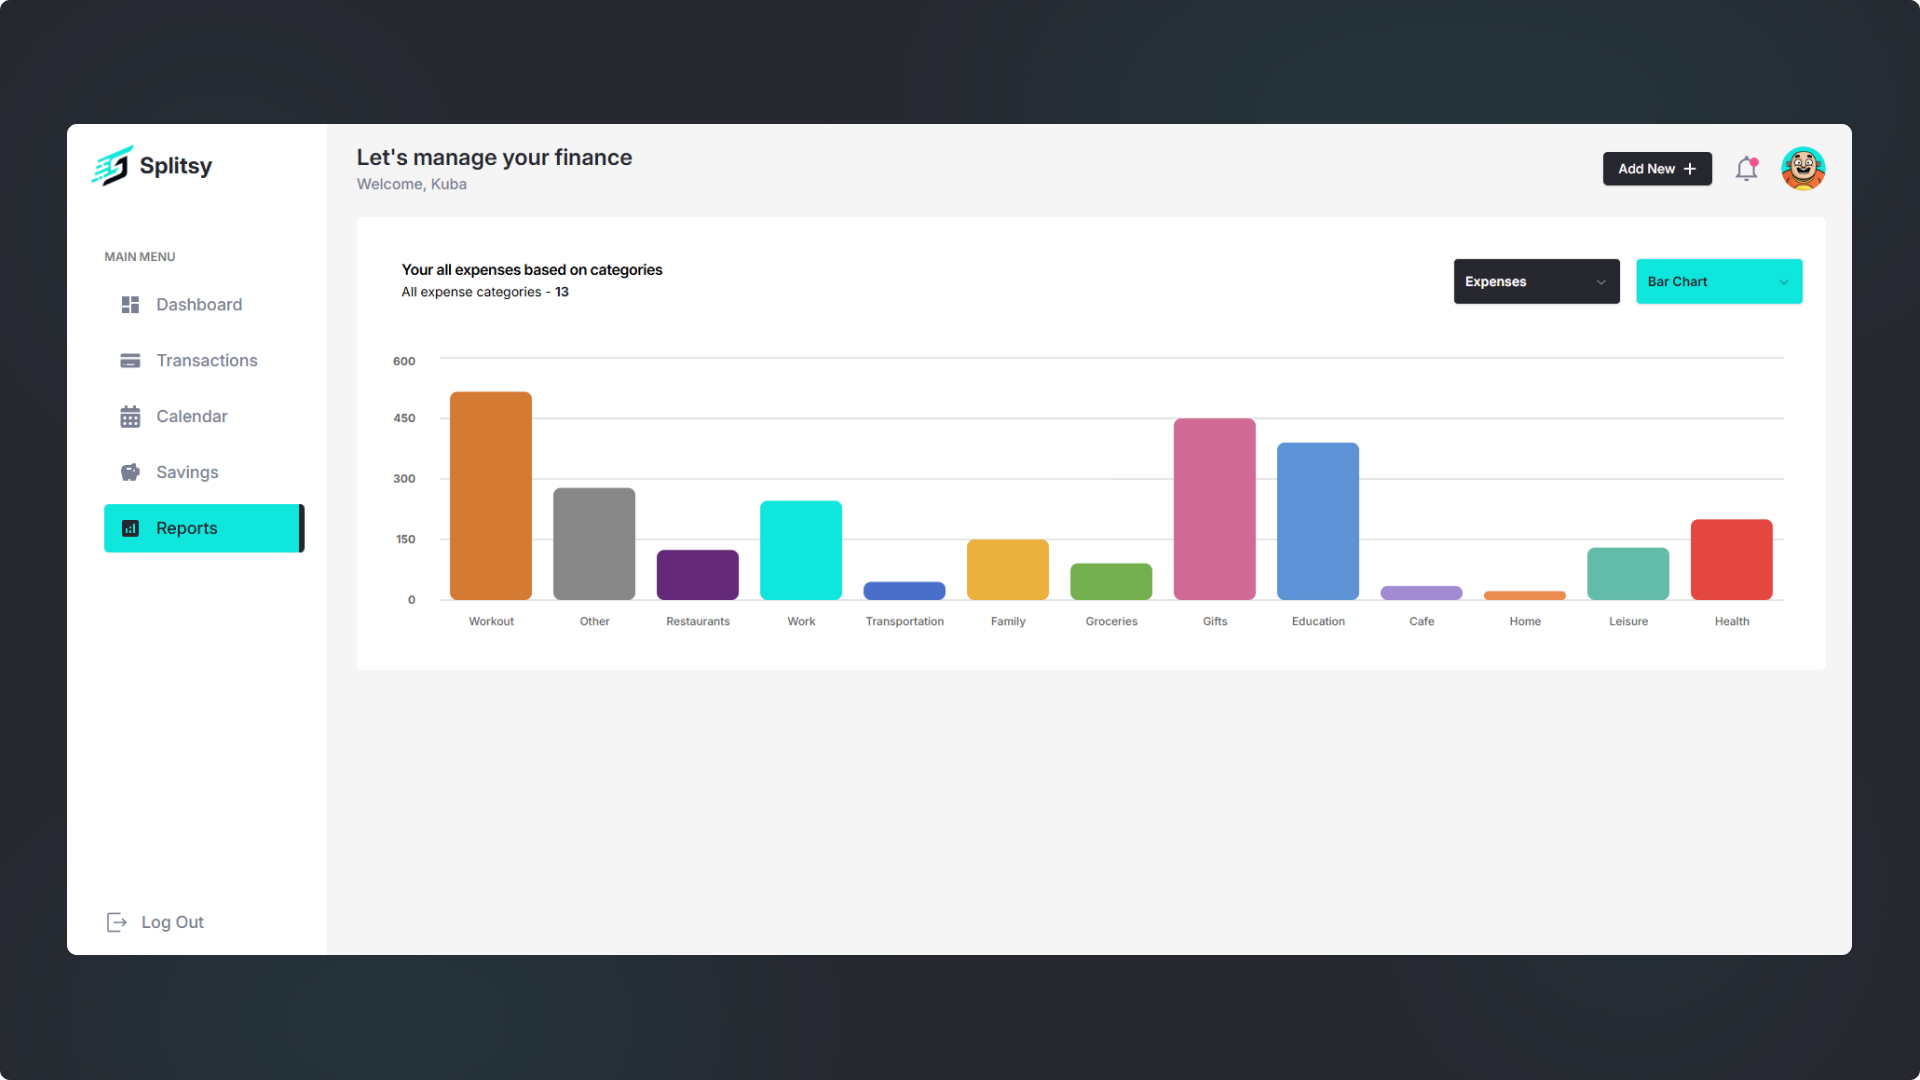 Splitsy
MAIN MENU
Dashboard
Transactions
Calendar
Savings
Reports
Log Out
Let's manage your finance
Welcome, Kuba
Add New
Your all expenses based on categories
All expense categories - 13
Expenses
Bar Chart
600
450
300
150
0
Workout Other Restaurants Work Transportation Family Groceries Gifts Education Cafe Home Leisure Health